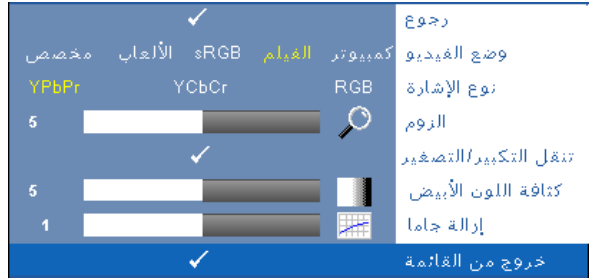 رجوع
وضع الفيديو كمبيوتر الفيلم sRGB الألعاب مخصص
نوع الإشارة RGB YCbCr YPbPr
الزوم 5
تنقل التكبير/التصغير
كثافة اللون الأبيض 5
إزالة جاما 1
خروج من القائمة